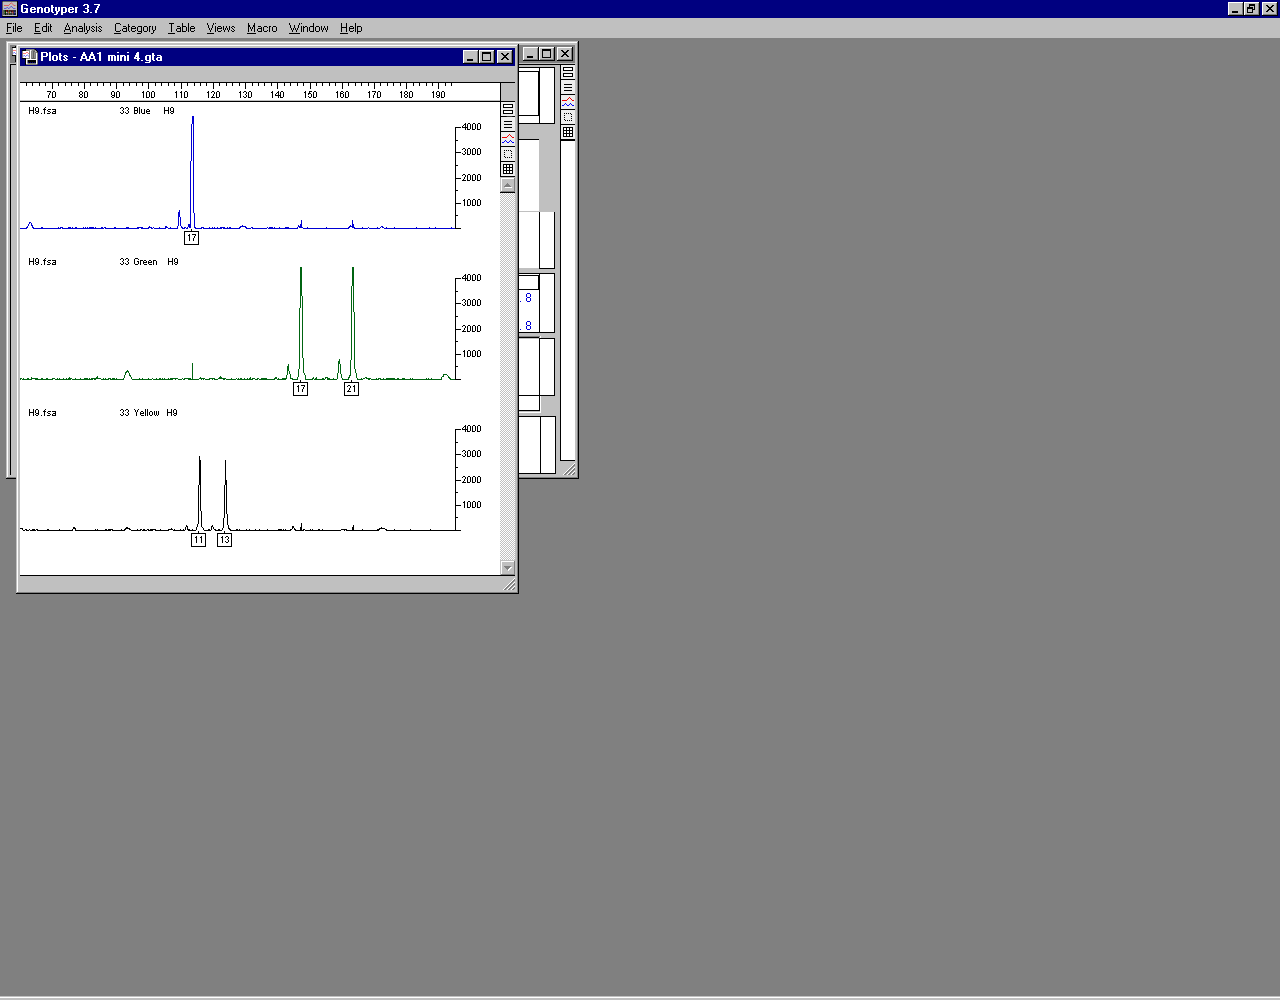 Genotyper 3.7
File Edit Analysis Category Table Views Macro Window Help
Plots - AA1 mini 4.gta
70 80 90 100 110 120 130 140 150 160 170 180 190
H9.fsa 33 Blue H9
4000
3000
2000
1000
17
H9.fsa 33 Green H9
4000
3000
2000
1000
17 21
H9.fsa 33 Yellow H9
4000
3000
2000
1000
11 13
. 8
. 8